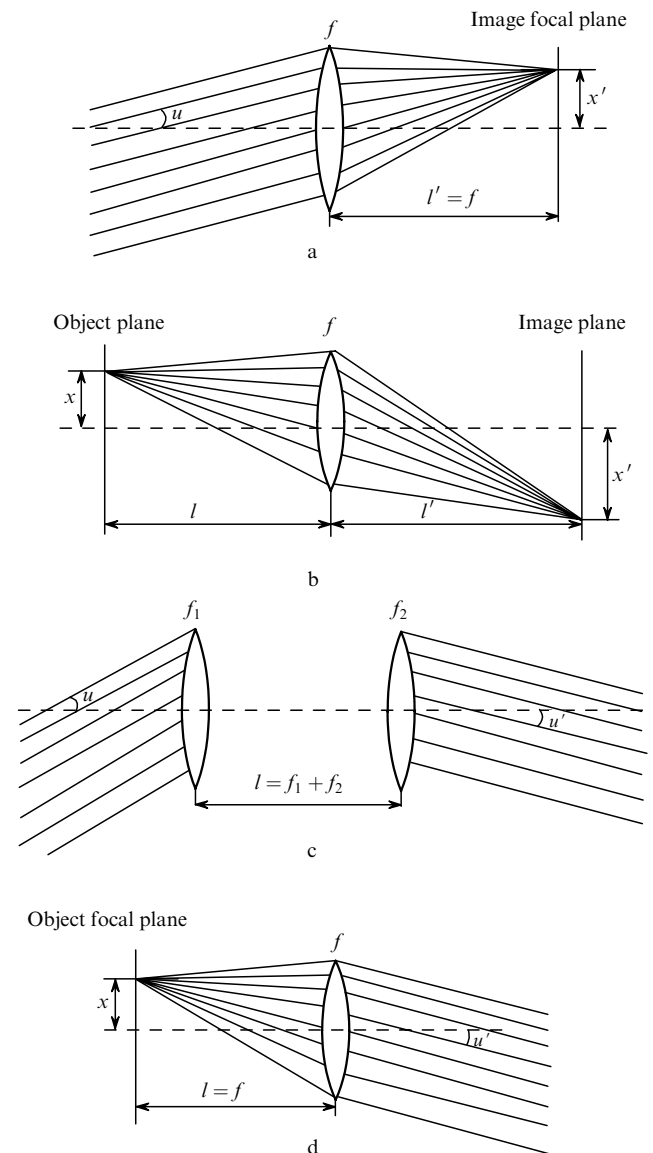 Image focal plane
f
u
x′
l′ = f
a
Object plane
f
Image plane
x
x′
l
l′
b
f₁
f₂
u
u′
l = f₁ + f₂
c
Object focal plane
f
x
u′
l = f
d